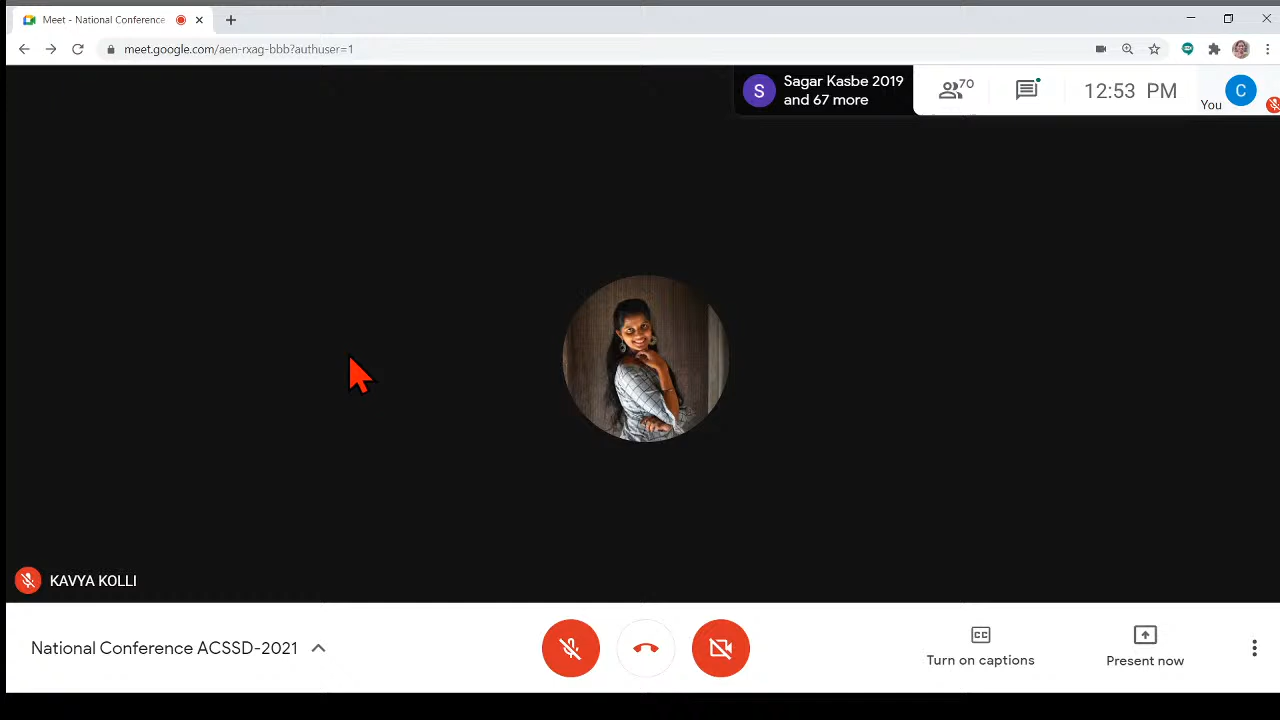 Meet - National Conference
meet.google.com/aen-rxag-bbb?authuser=1
S
Sagar Kasbe 2019
and 67 more
70
12:53 PM
You
C
KAVYA KOLLI
National Conference ACSSD-2021
CC
Turn on captions
Present now